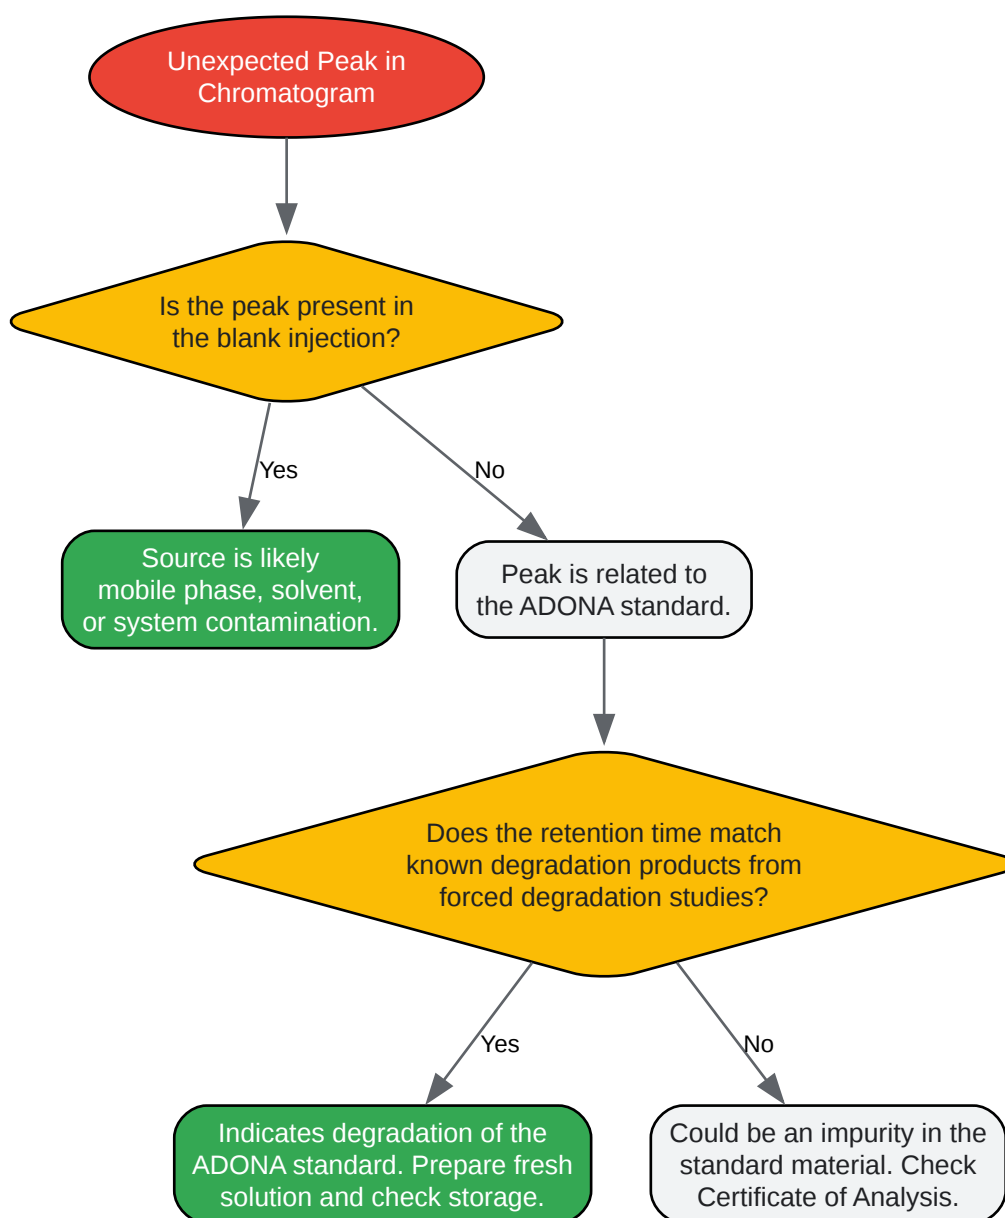 Unexpected Peak in
Chromatogram
Is the peak present in
the blank injection?
Yes
No
Source is likely
mobile phase, solvent,
or system contamination.
Peak is related to
the ADONA standard.
Does the retention time match
known degradation products from
forced degradation studies?
Yes
No
Indicates degradation of the
ADONA standard. Prepare fresh
solution and check storage.
Could be an impurity in the
standard material. Check
Certificate of Analysis.